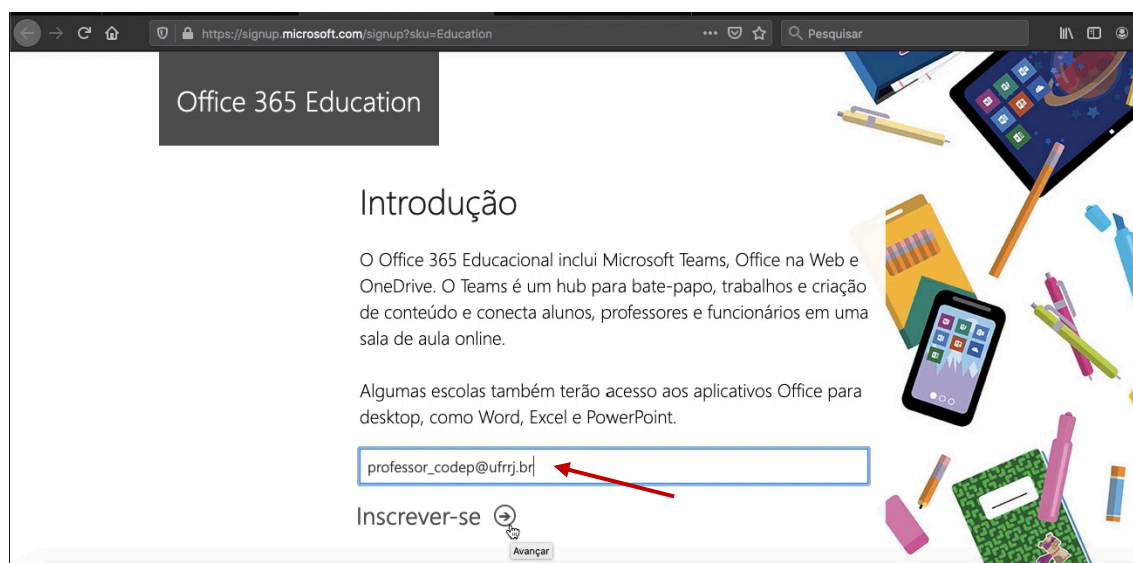 https://signup.microsoft.com/signup?sku=Education
Pesquisar
Office 365 Education
Introdução
O Office 365 Educacional inclui Microsoft Teams, Office na Web e
OneDrive. O Teams é um hub para bate-papo, trabalhos e criação
de conteúdo e conecta alunos, professores e funcionários em uma
sala de aula online.
Algumas escolas também terão acesso aos aplicativos Office para
desktop, como Word, Excel e PowerPoint.
professor_codep@ufrrj.br
Inscrever-se
Avançar